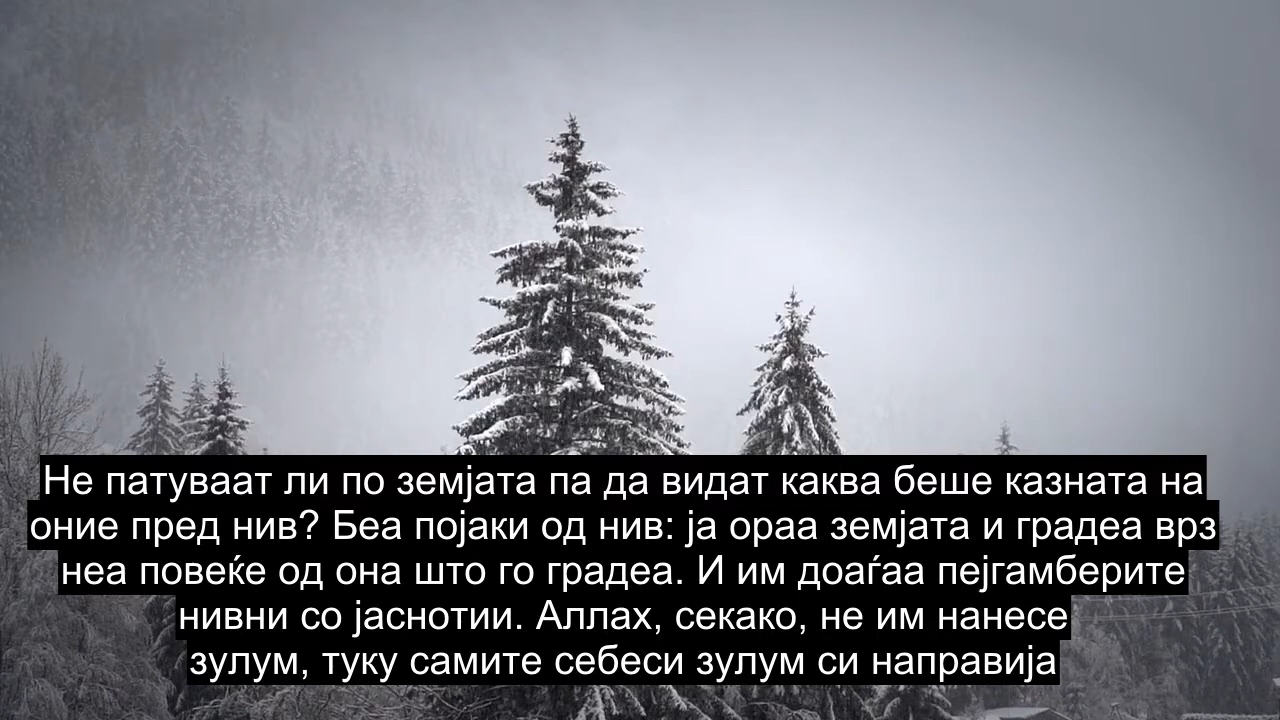 Не патуваат ли по земјата па да видат каква беше казната на
оние пред нив? Беа појаки од нив: ја ораа земјата и градеа врз
неа повеќе од она што го градеа. И им доаѓаа пејгамберите
нивни со јаснотии. Аллах, секако, не им нанесе
зулум, туку самите себеси зулум си направија